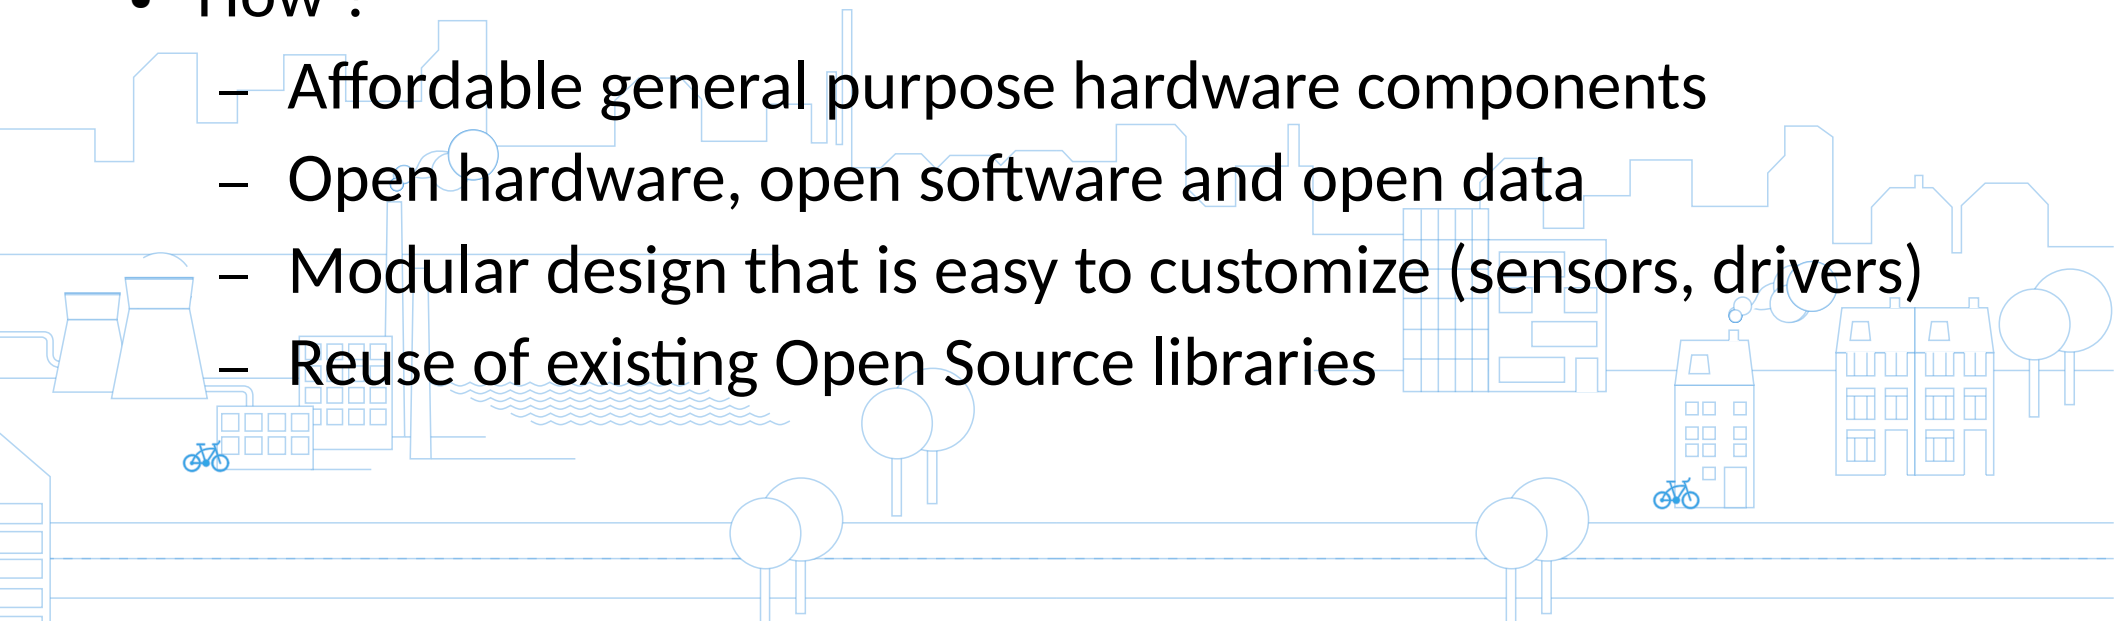 • How ?
– Affordable general purpose hardware components
– Open hardware, open software and open data
– Modular design that is easy to customize (sensors, drivers)
– Reuse of existing Open Source libraries